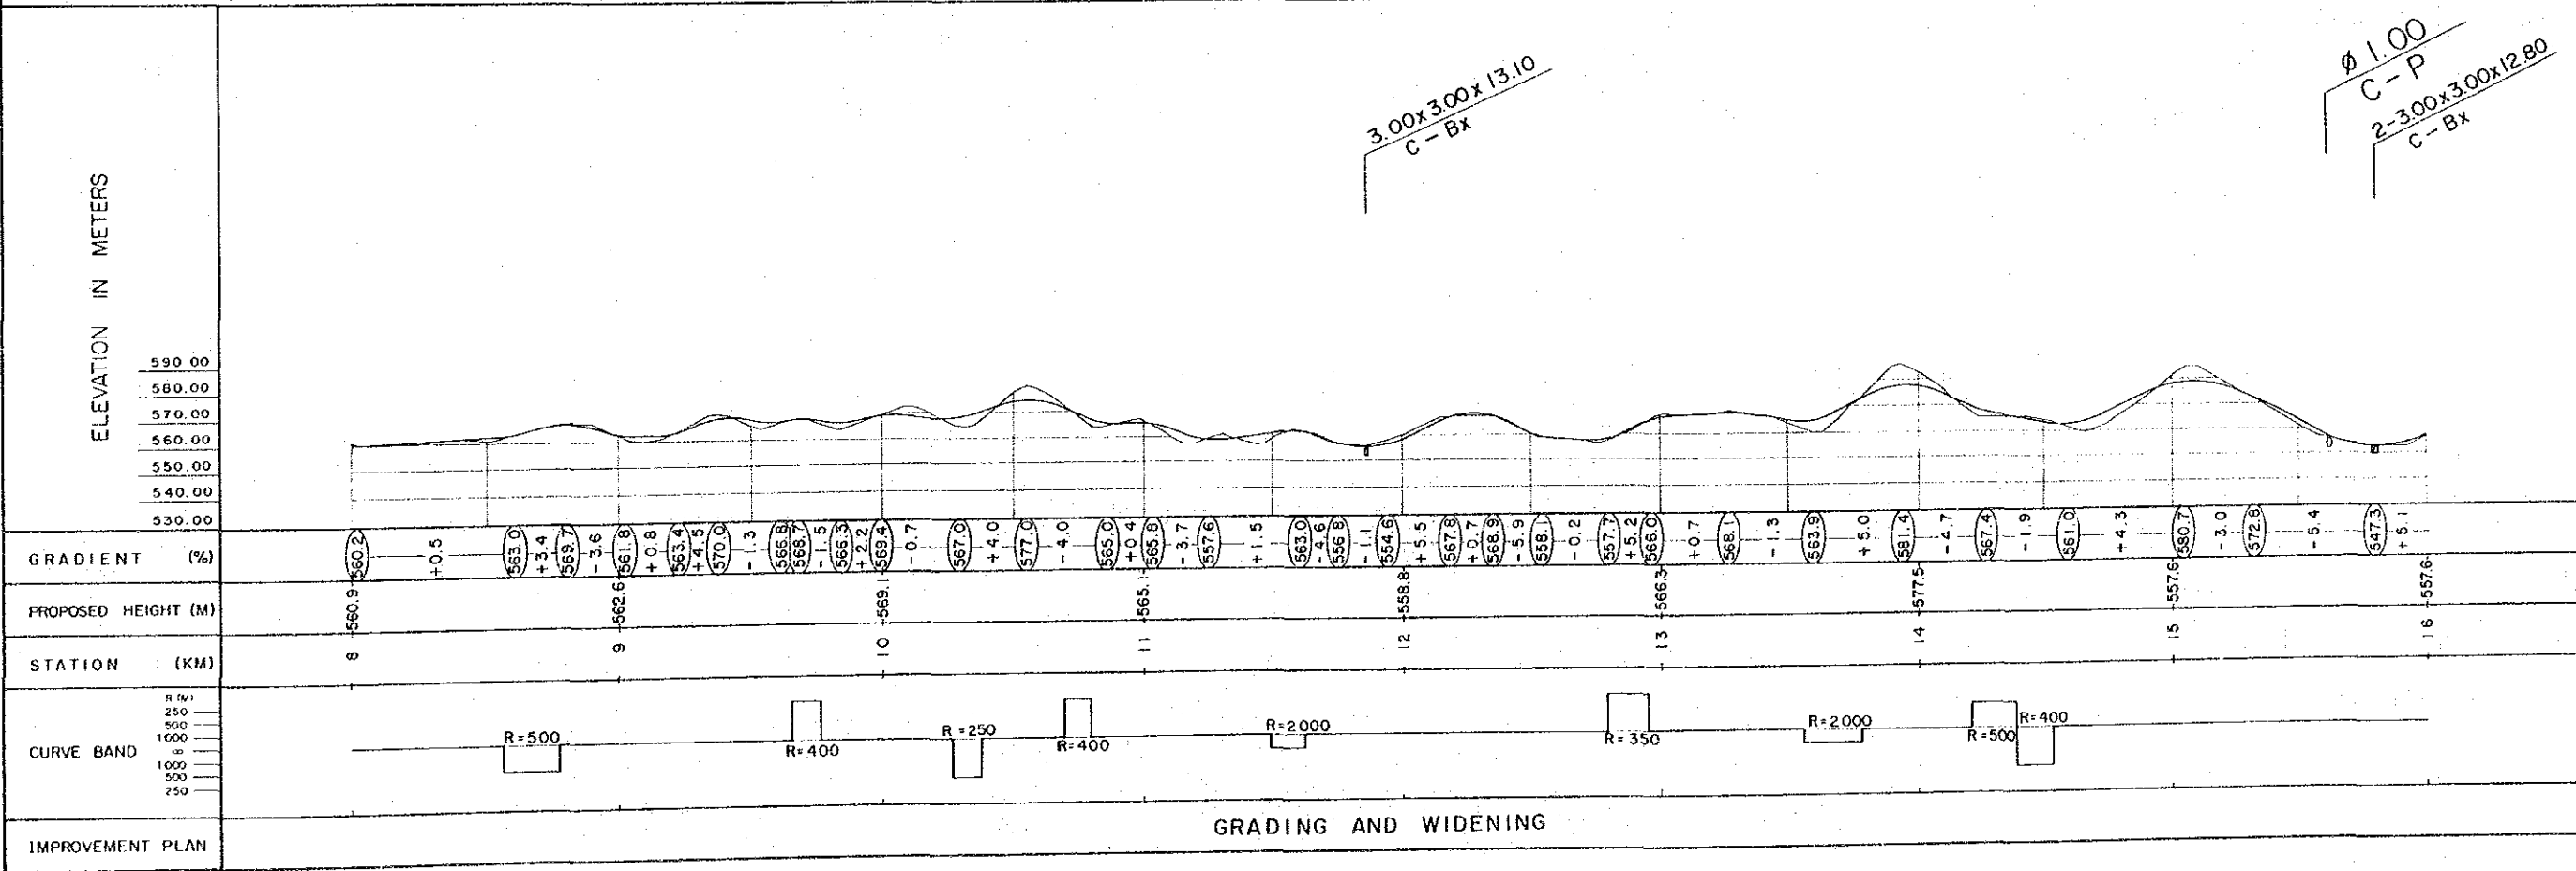 ø 1.00
C - P
2-3.00x3.00x12.80
C - Bx
3.00x3.00x13.10
C - Bx
ELEVATION IN METERS
590.00
580.00
570.00
560.00
550.00
540.00
530.00
GRADIENT (%)
560.2 +0.5 563.0 +3.4 569.7 -3.6 561.8 +0.8 563.4 +4.5 570.0 -1.3 566.8 568.7 -1.5 566.3 +2.2 569.4 -0.7 567.0 +4.0 577.0 -4.0 565.0 +0.4 565.8 -3.7 557.6 +1.5 563.0 -4.6 556.8 -1.1 554.6 +5.5 567.8 +0.7 568.9 -5.9 558.1 -0.2 557.7 +5.2 566.0 +0.7 568.1 -1.3 563.9 +5.0 581.4 -4.7 567.4 -1.9 561.0 +4.3 580.7 -3.0 572.8 -5.4 547.3 +5.1
PROPOSED HEIGHT (M)
560.9 562.6 569.1 565.1 558.8 566.3 577.5 557.6 557.6
STATION (KM)
8 9 10 11 12 13 14 15 16
CURVE BAND
R (M)
250
500
1000
∞
1000
500
250
R=500 R=400 R=250 R=400 R=2000 R=350 R=2000 R=500 R=400
IMPROVEMENT PLAN
GRADING AND WIDENING